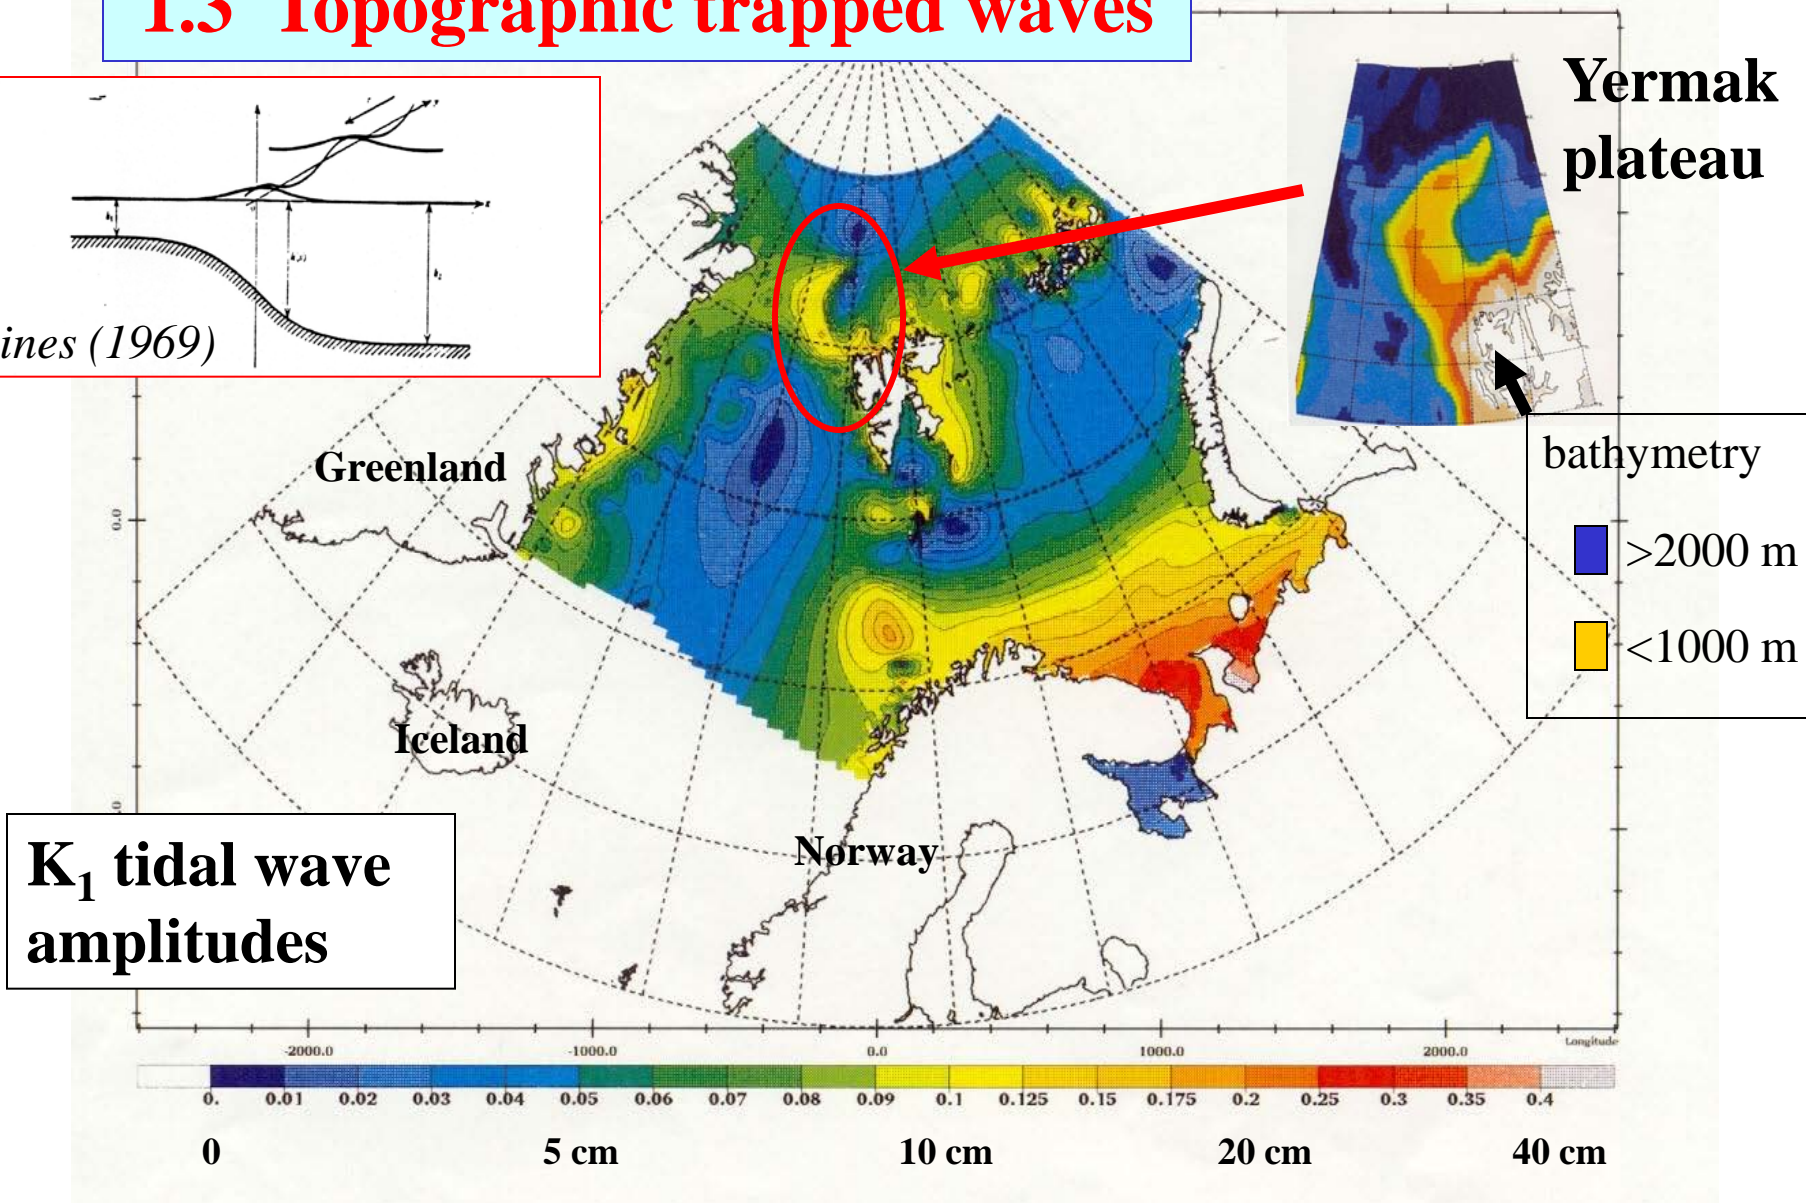 1.3 Topographic trapped waves
Yermak
plateau
ines (1969)
Greenland
bathymetry
>2000 m
<1000 m
0.0
Iceland
Norway
K1 tidal wave
amplitudes
-2000.0 -1000.0 0.0 1000.0 2000.0 Longitude
0. 0.01 0.02 0.03 0.04 0.05 0.06 0.07 0.08 0.09 0.1 0.125 0.15 0.175 0.2 0.25 0.3 0.35 0.4
0 5 cm 10 cm 20 cm 40 cm